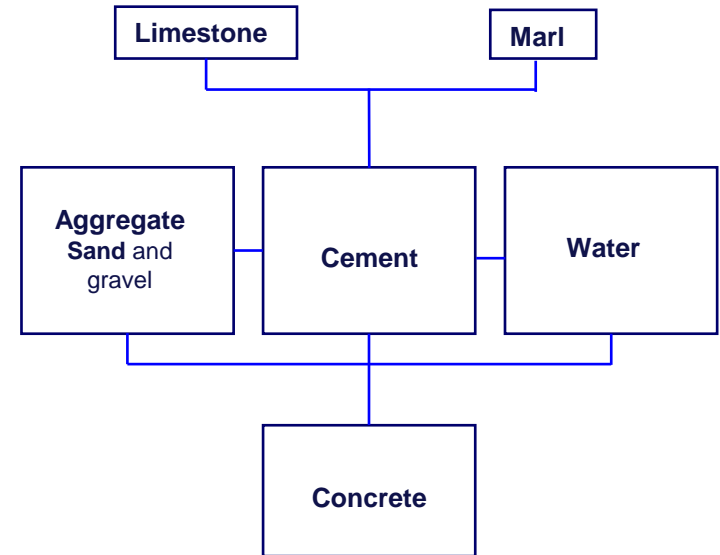 Limestone
Marl
Aggregate
Sand and
gravel
Cement
Water
Concrete